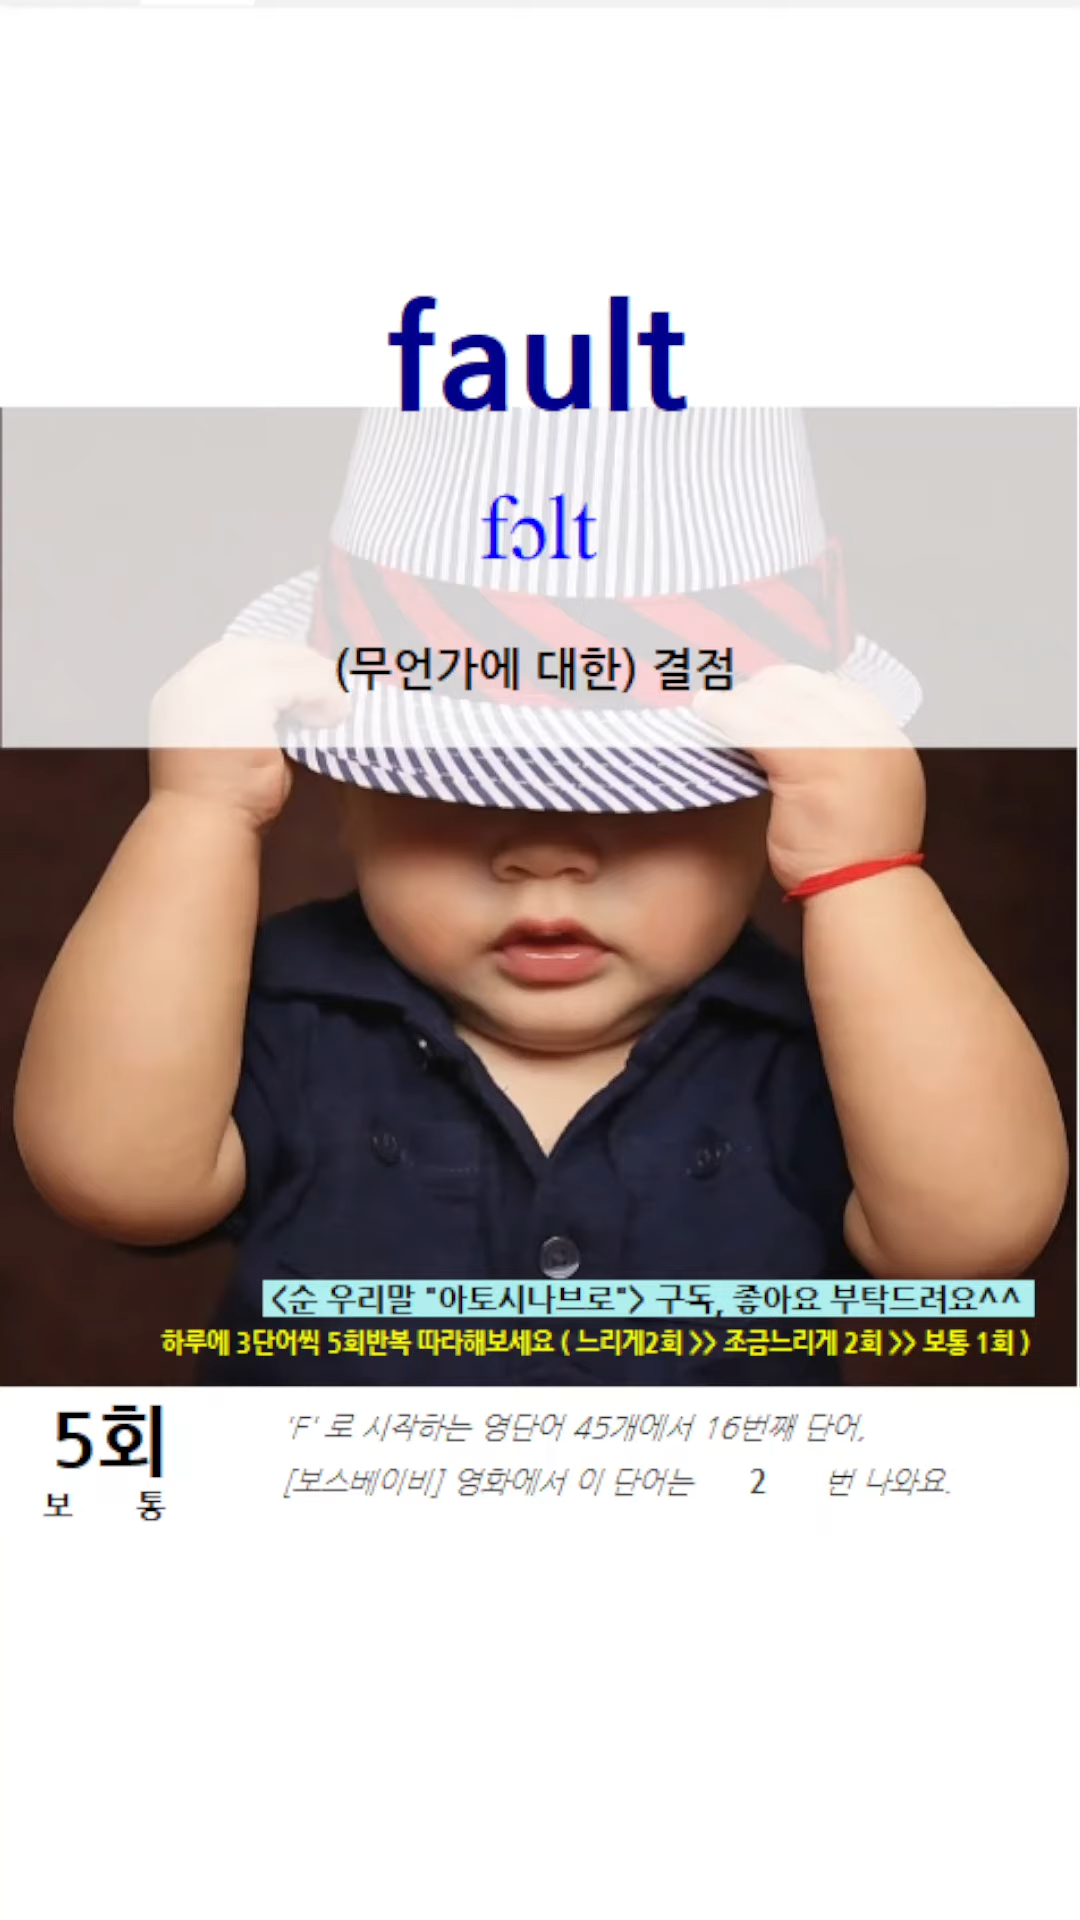 fault
fɔlt
(무언가에 대한) 결점
<순 우리말 "아토시나브로"> 구독, 좋아요 부탁드려요^^
하루에 3단어씩 5회반복 따라해보세요 ( 느리게2회 >> 조금느리게 2회 >> 보통 1회 )
5회
보 통
'F' 로 시작하는 영단어 45개에서 16번째 단어,
[보스베이비] 영화에서 이 단어는 2 번 나와요.